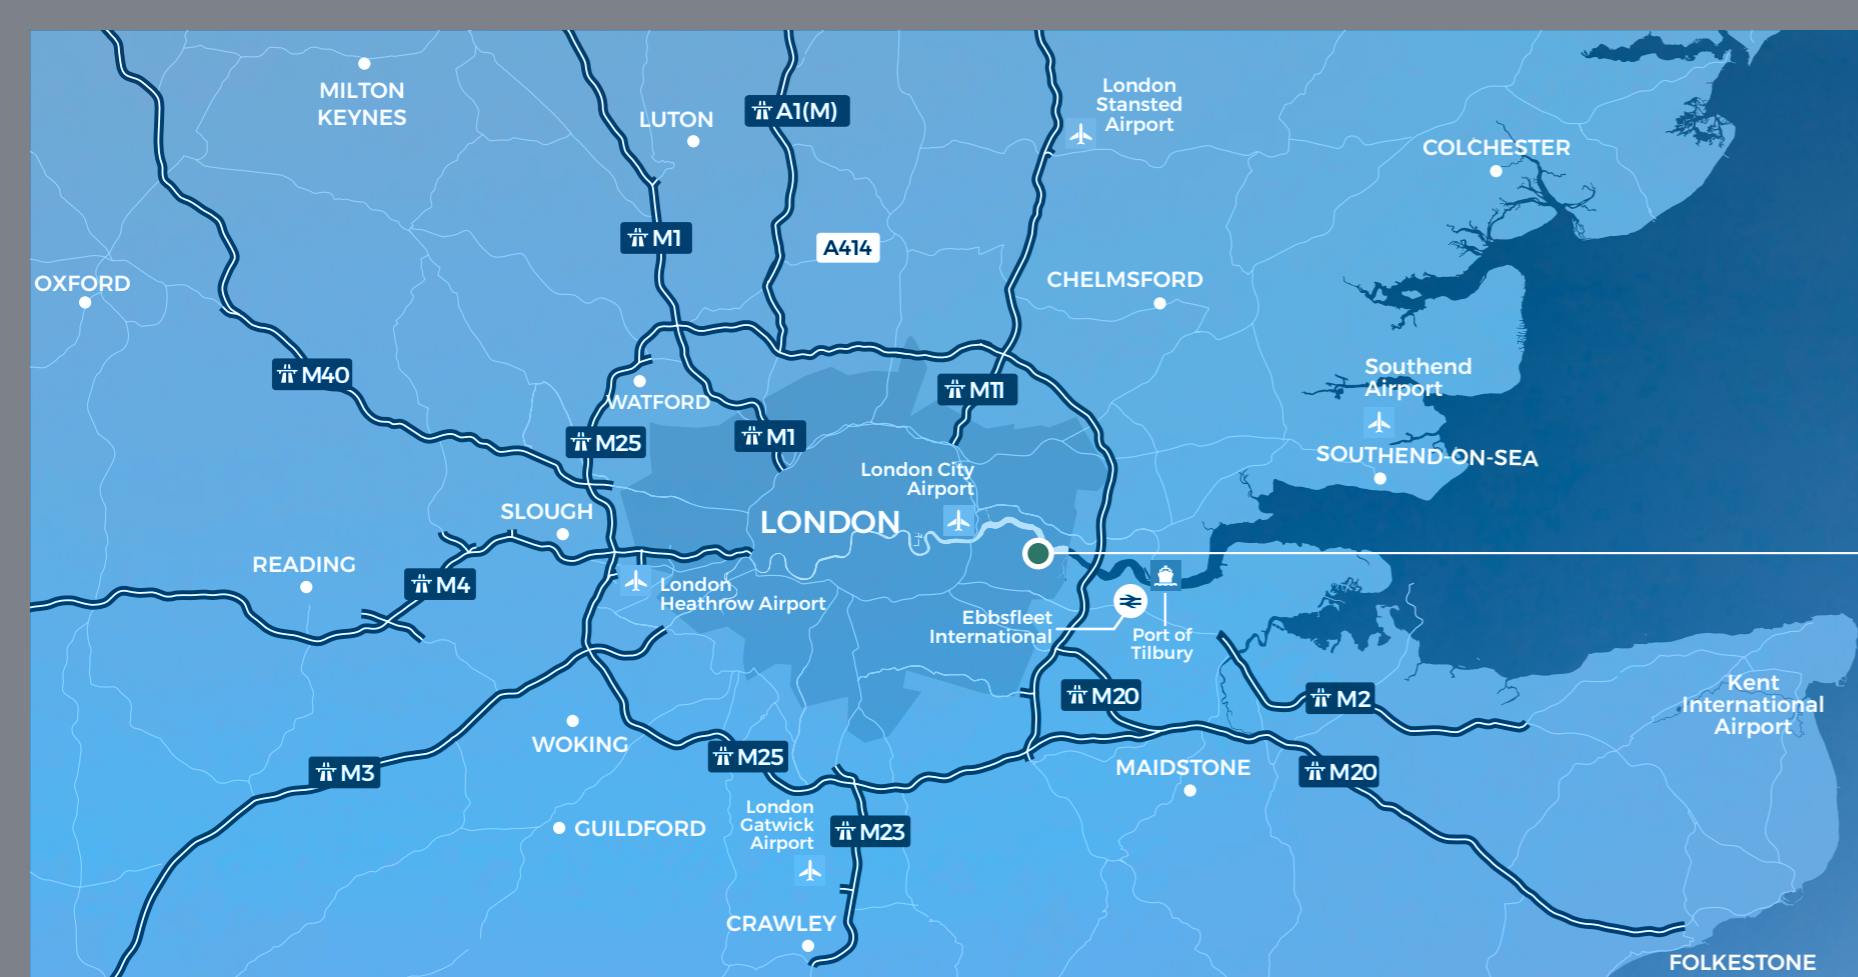 MILTON
KEYNES
LUTON
A1(M)
London
Stansted
Airport
COLCHESTER
M1
A414
OXFORD
CHELMSFORD
M40
WATFORD
M11
Southend
Airport
M25
M1
SOUTHEND-ON-SEA
London City
Airport
SLOUGH
LONDON
READING
M4
London
Heathrow Airport
Ebbsfleet
International
Port of
Tilbury
M20
M2
Kent
International
Airport
WOKING
M25
M3
MAIDSTONE
M20
London
Gatwick
Airport
GUILDFORD
M23
CRAWLEY
FOLKESTONE